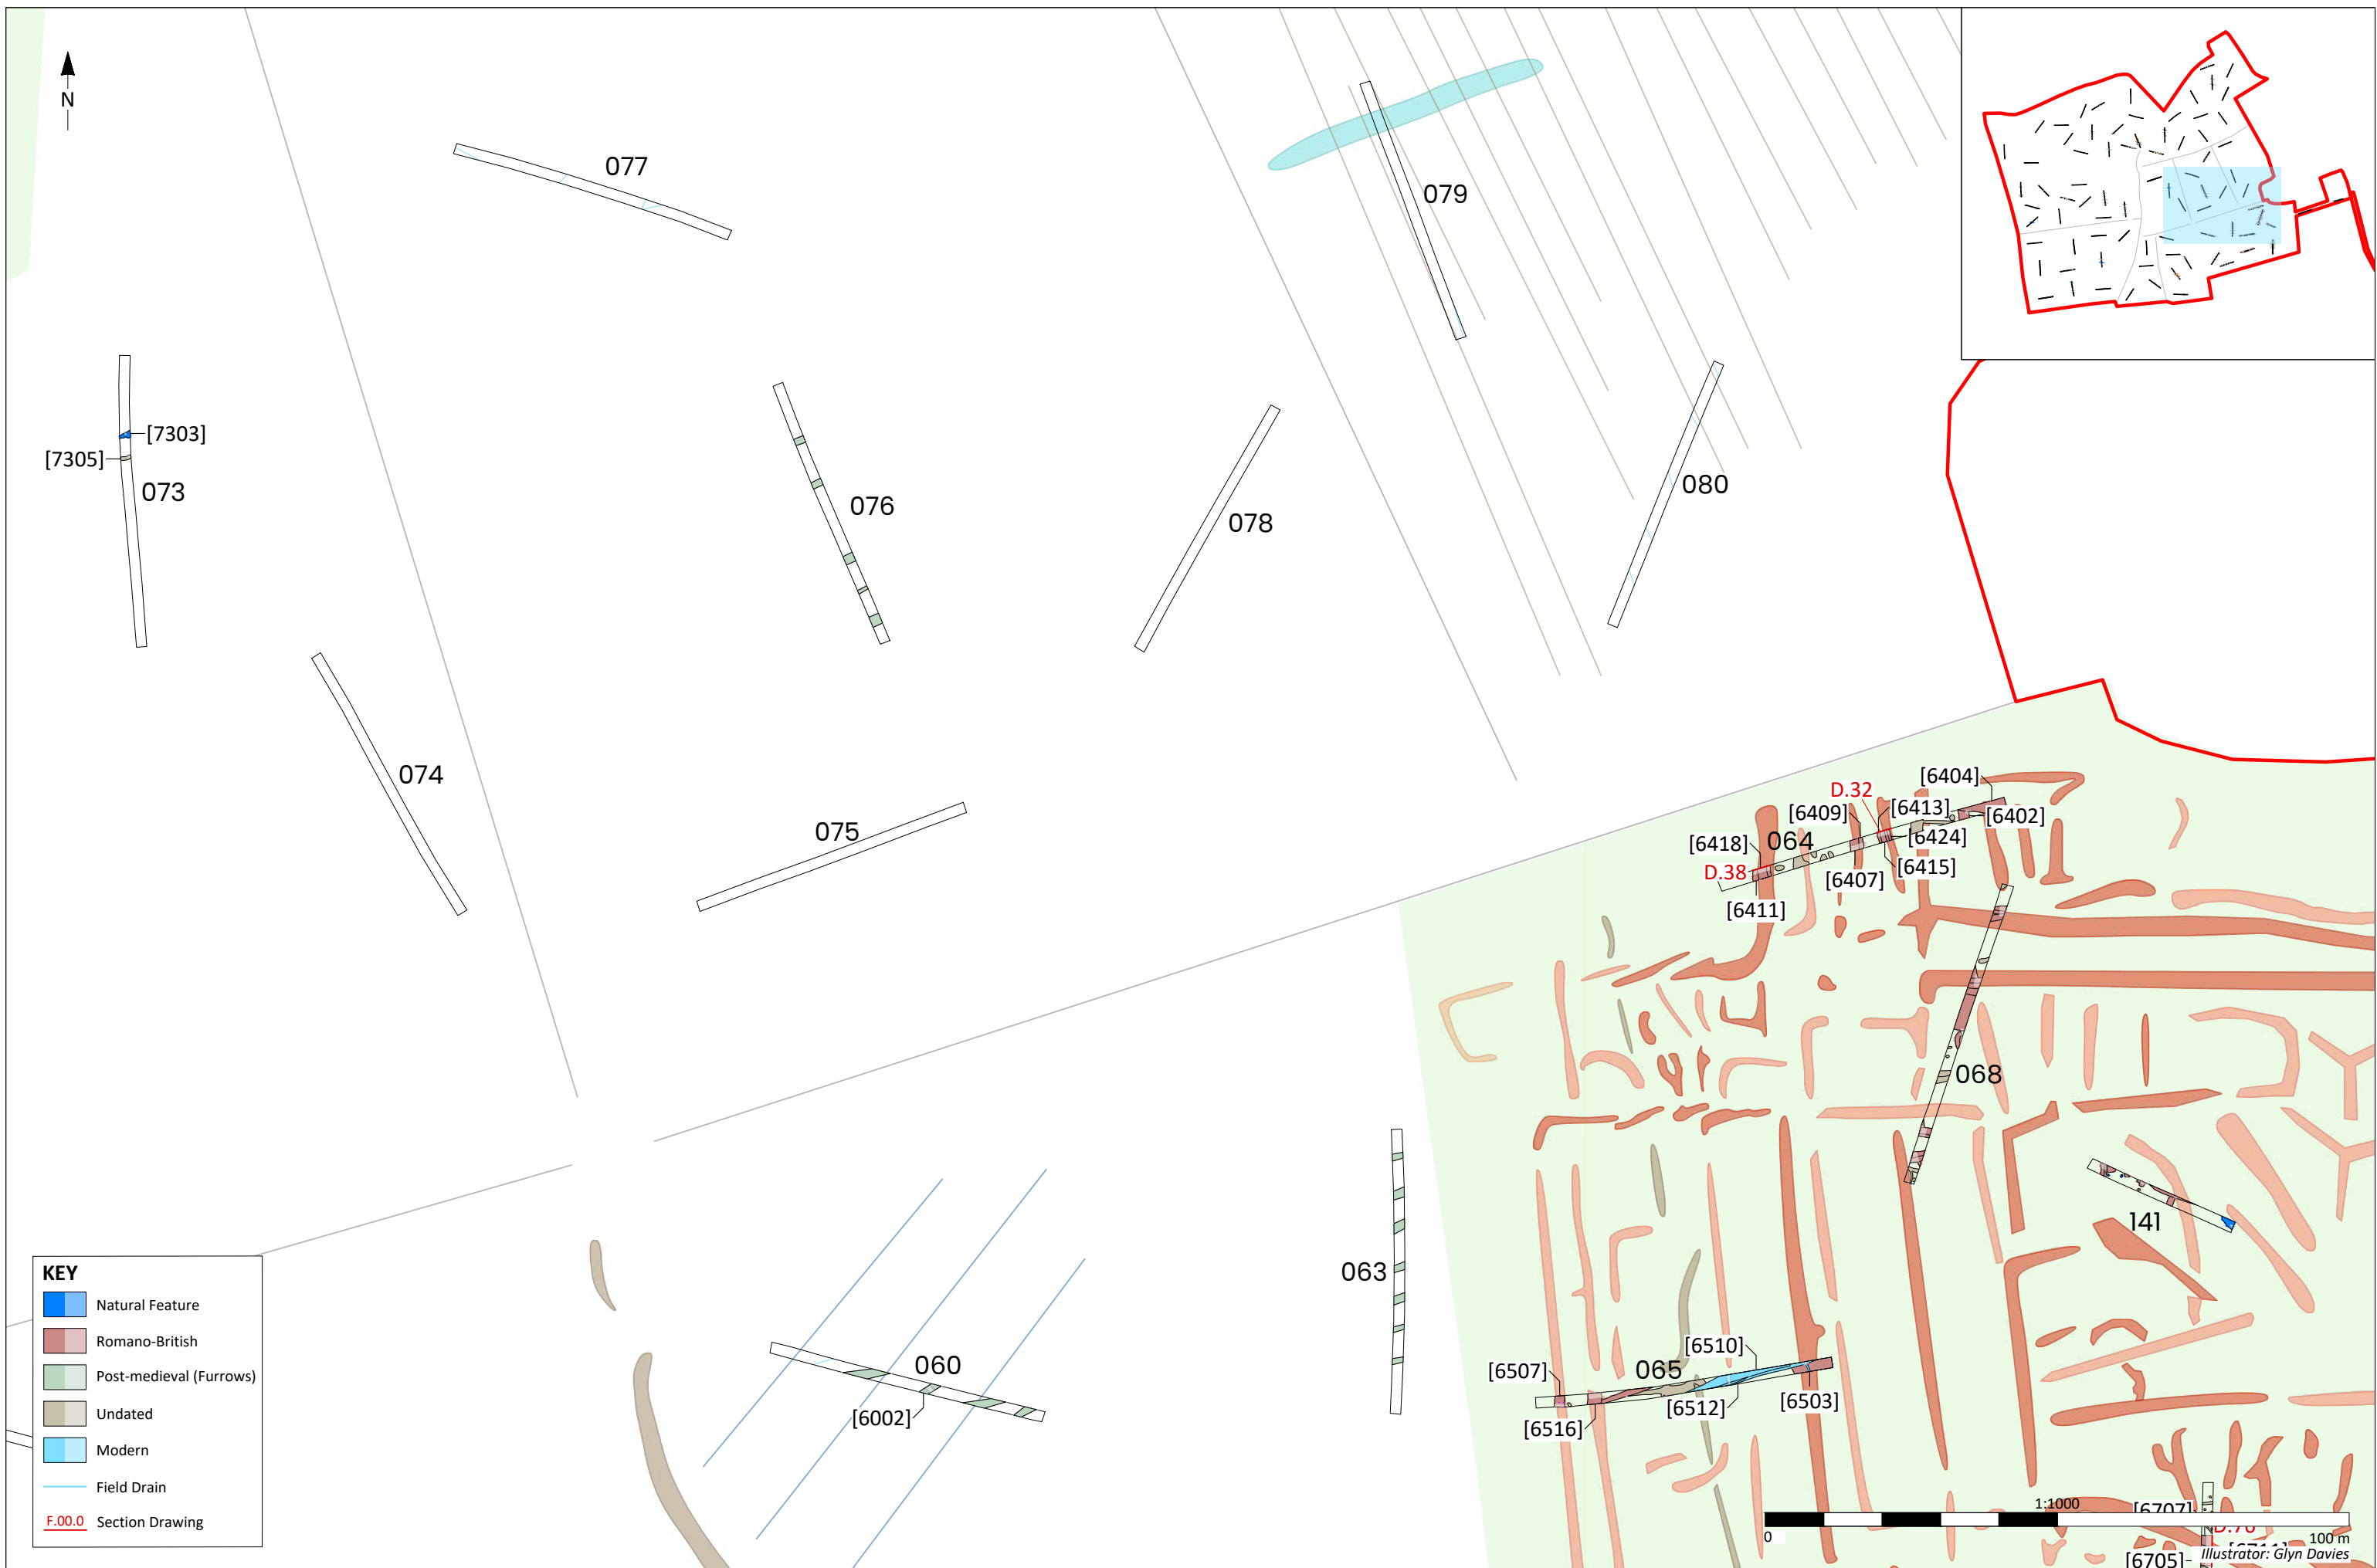 N
077
079
[7303]
[7305]
073
076
078
080
074
075
D.32
[6404]
[6409]
[6413]
[6402]
[6418]
064
[6424]
D.38
[6407]
[6415]
[6411]
068
141
063
060
[6002]
[6510]
[6507]
065
[6516]
[6512]
[6503]
KEY
Natural Feature
Romano-British
Post-medieval (Furrows)
Undated
Modern
Field Drain
F.00.0 Section Drawing
1:1000
[6707]
0
100 m
D.76
[6705]
Illustrator: Glyn Davies